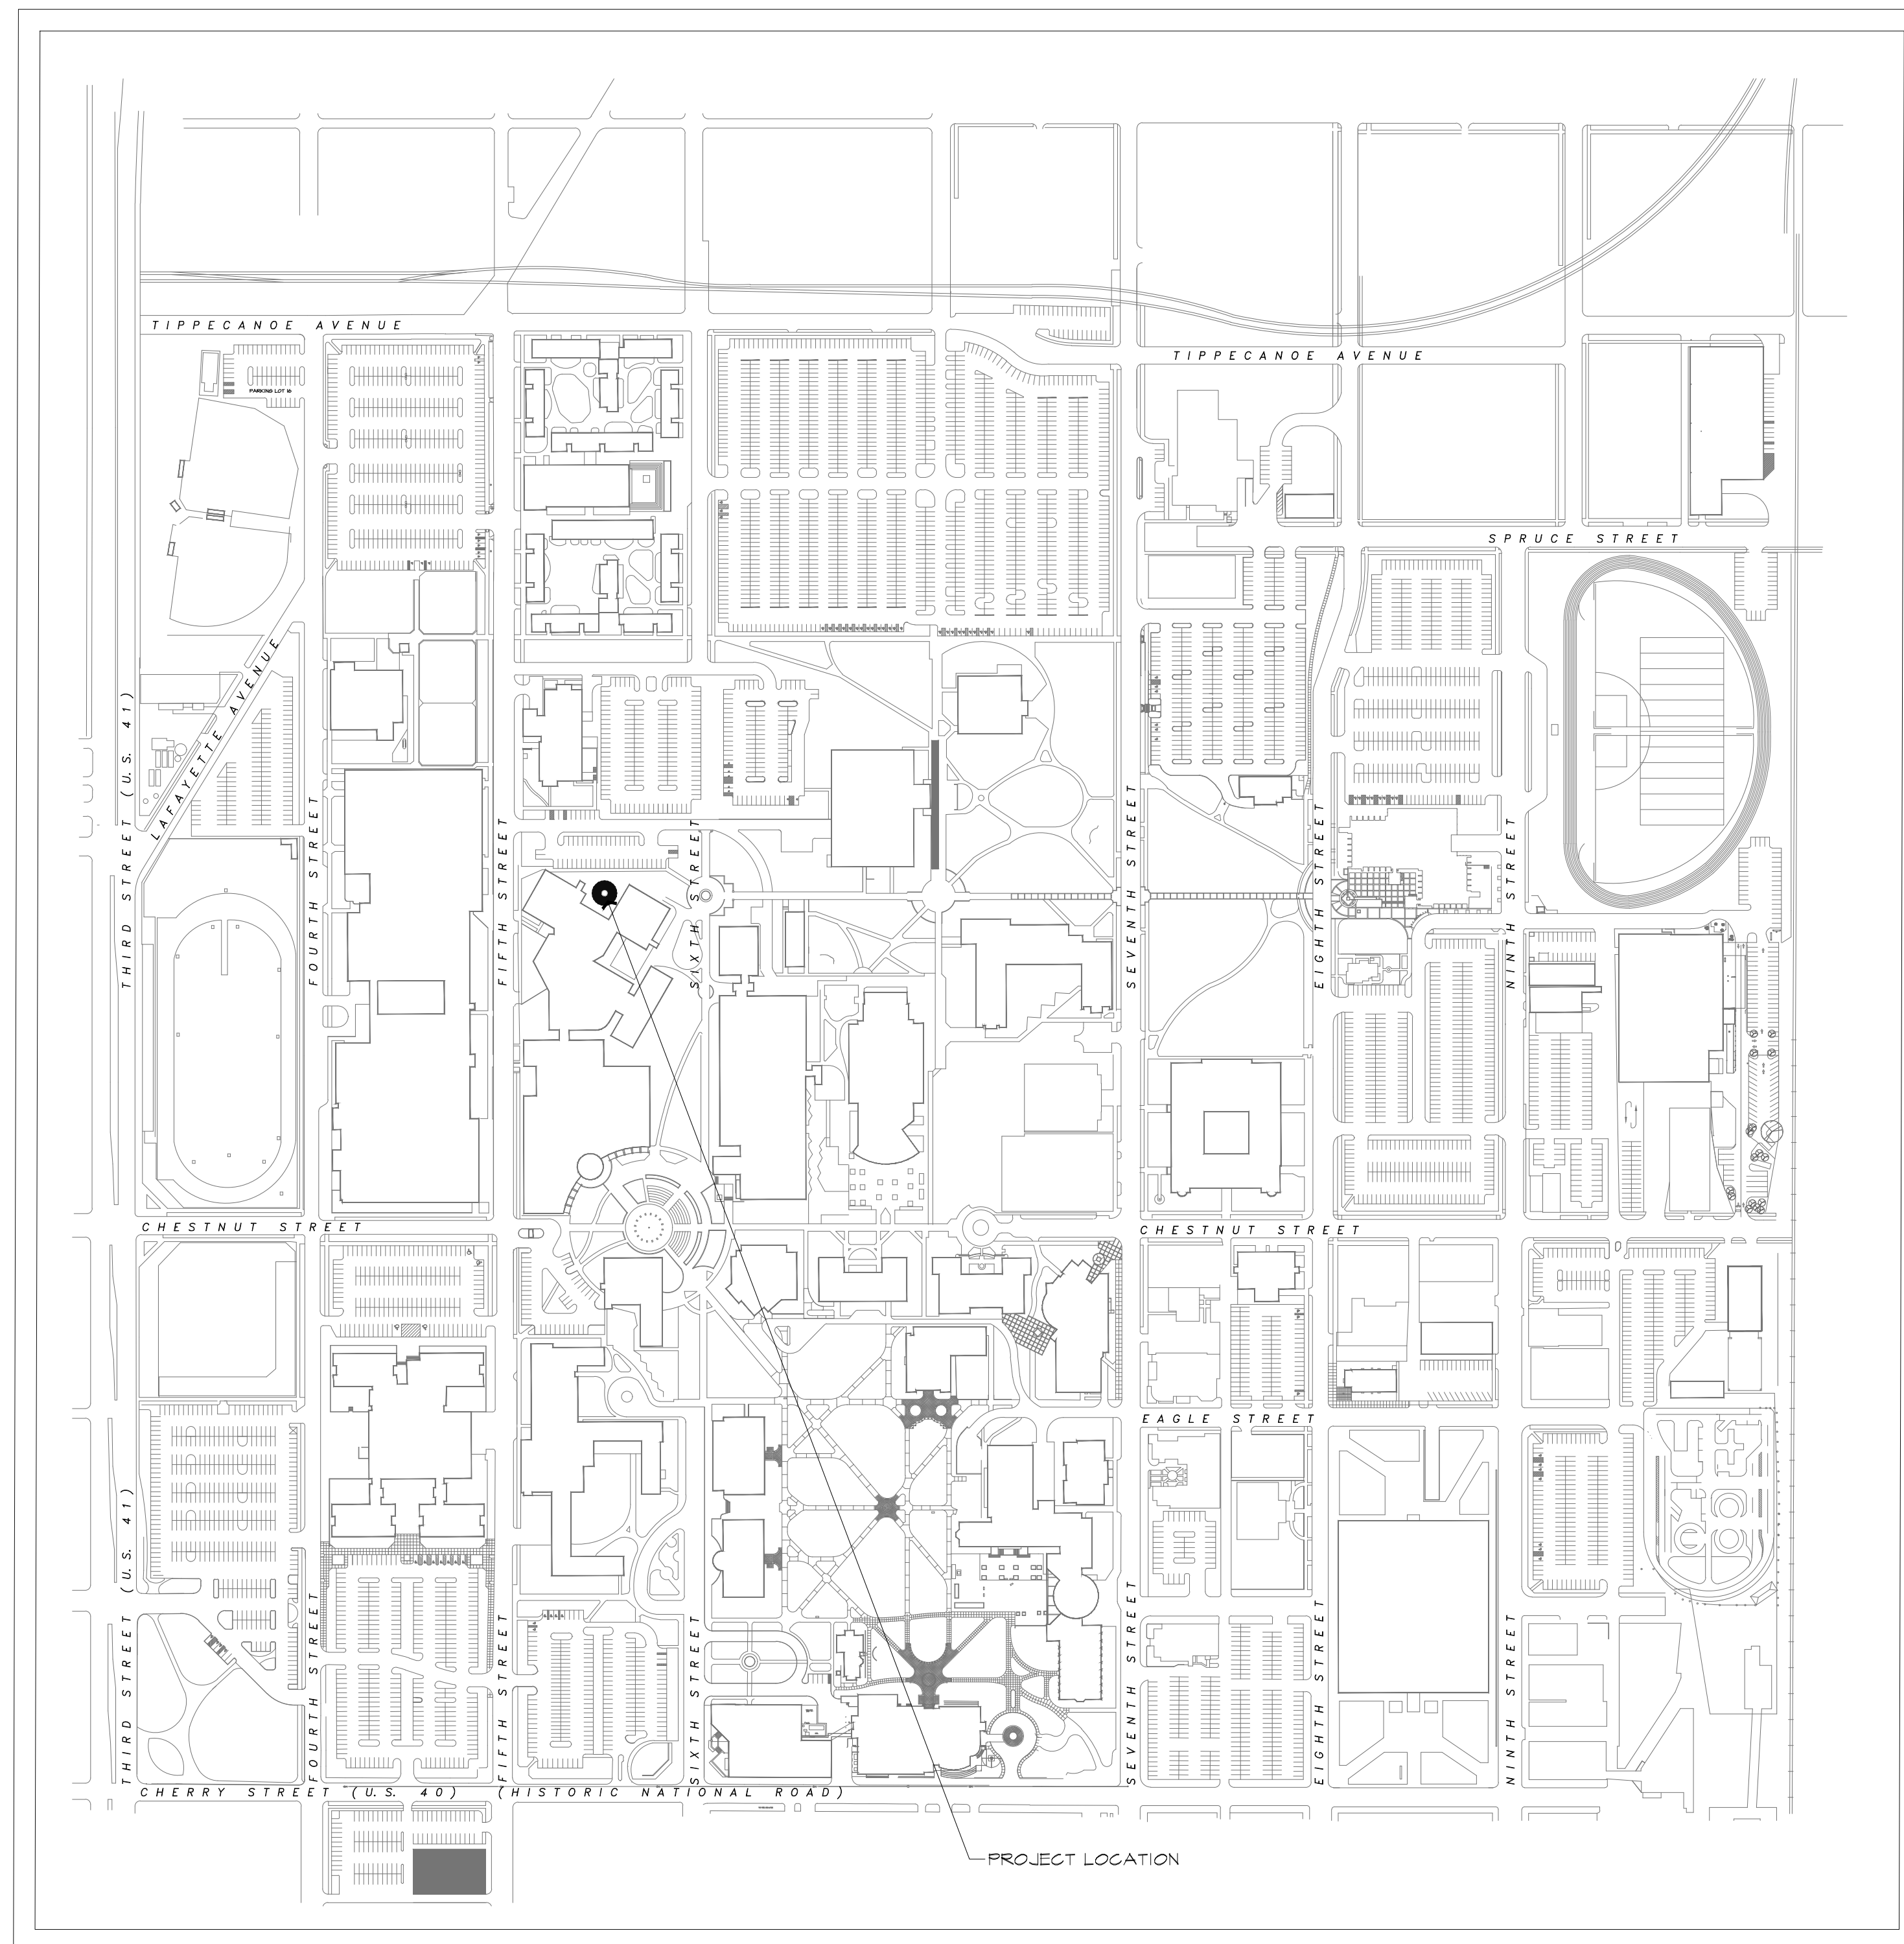 TIPPECANOE AVENUE
TIPPECANOE AVENUE
PARKING LOT 16
SPRUCE STREET
LAFAYETTE AVENUE
THIRD STREET (U.S. 41)
FOURTH STREET
FIFTH STREET
SIXTH STREET
SEVENTH STREET
EIGHTH STREET
NINTH STREET
CHESTNUT STREET
CHESTNUT STREET
EAGLE STREET
THIRD STREET (U.S. 41)
FOURTH STREET
FIFTH STREET
SIXTH STREET
SEVENTH STREET
EIGHTH STREET
NINTH STREET
CHERRY STREET (U.S. 40) (HISTORIC NATIONAL ROAD)
PROJECT LOCATION